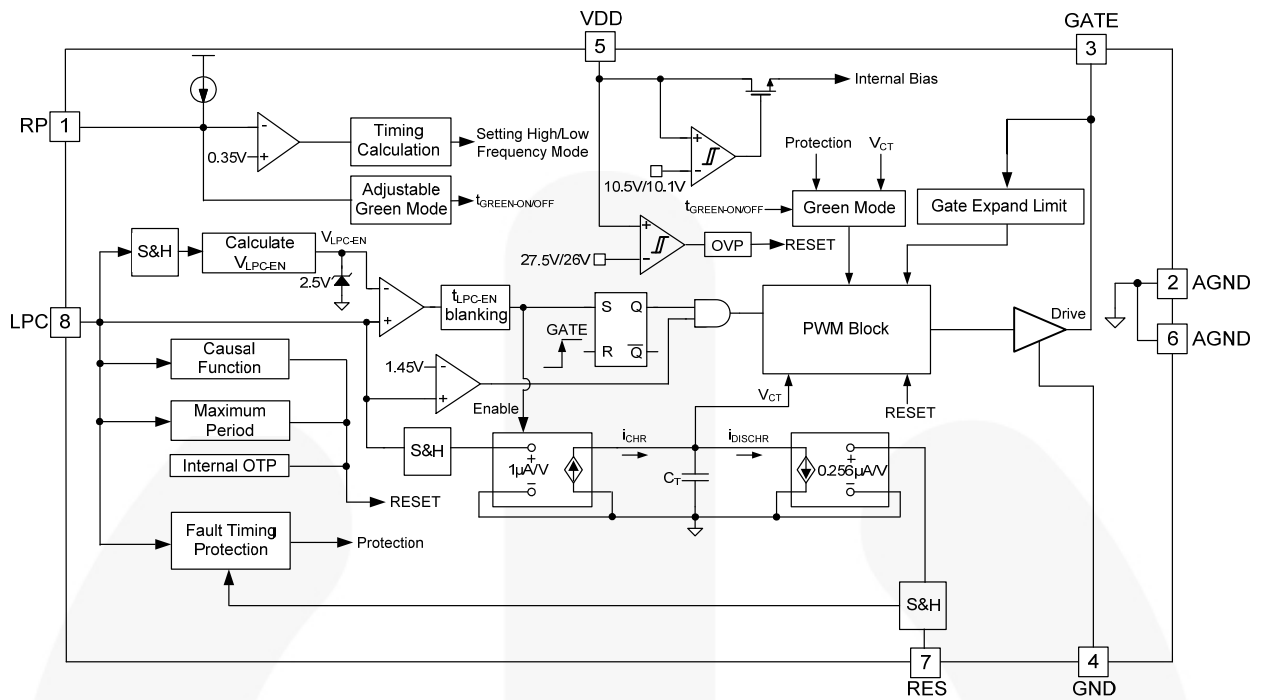 VDD
5
GATE
3
Internal Bias
RP
1
-
0.35V
+
Timing
Calculation
Setting High/Low
Frequency Mode
+
-
10.5V/10.1V
Protection
VCT
Adjustable
Green Mode
tGREEN-ON/OFF
tGREEN-ON/OFF
Green Mode
Gate Expand Limit
S&H
Calculate
VLPC-EN
VLPC-EN
2.5V
+
-
27.5V/26V
OVP
RESET
2
AGND
6
AGND
LPC
8
-
+
tLPC-EN
blanking
S
Q
R
Q
GATE
PWM Block
Drive
Causal
Function
1.45V
-
+
Enable
VCT
RESET
Maximum
Period
Internal OTP
RESET
S&H
+
1µA/V
-
iCHR
CT
iDISCHR
0.256µA/V
+
-
Fault Timing
Protection
Protection
S&H
7
RES
4
GND